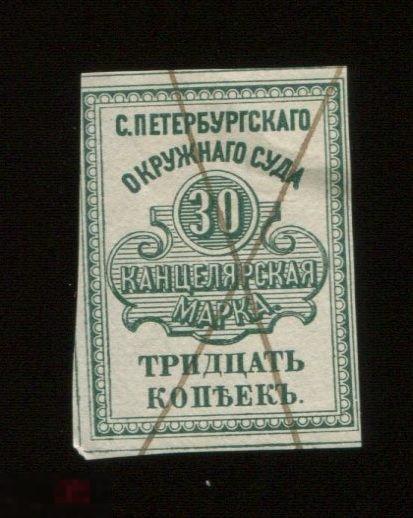 С. ПЕТЕРБУРГСКАГО
ОКРУЖНАГО СУДА
30
КАНЦЕЛЯРСКАЯ
МАРКА
ТРИДЦАТЬ
КОПѢЕКЪ.